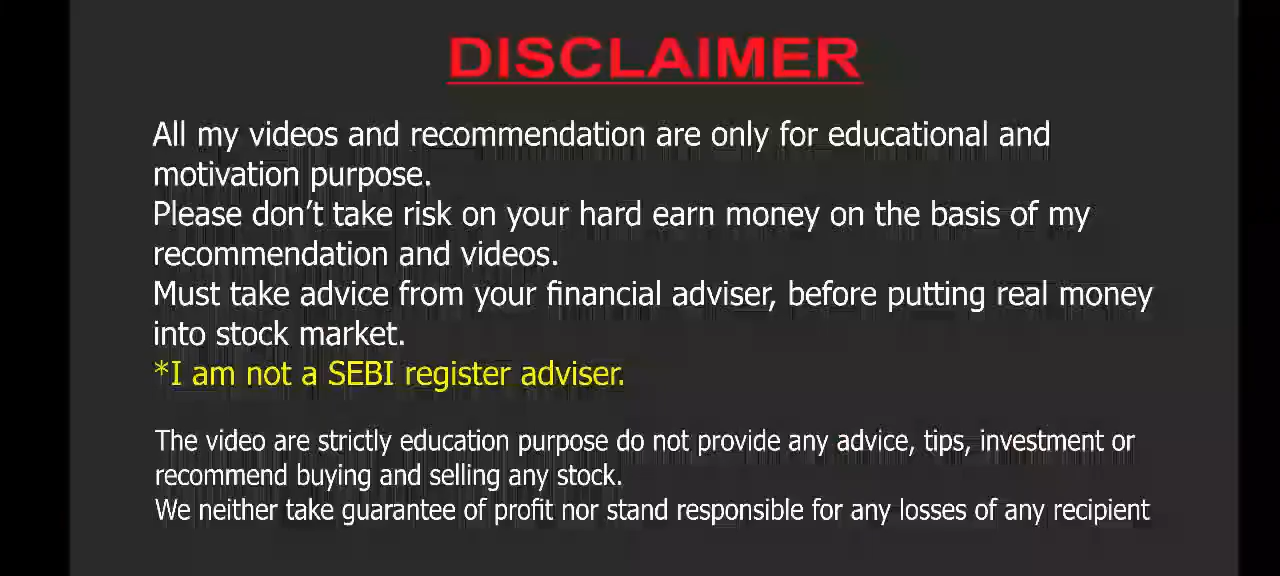 DISCLAIMER
All my videos and recommendation are only for educational and
motivation purpose.
Please don’t take risk on your hard earn money on the basis of my
recommendation and videos.
Must take advice from your financial adviser, before putting real money
into stock market.
*I am not a SEBI register adviser.
The video are strictly education purpose do not provide any advice, tips, investment or
recommend buying and selling any stock.
We neither take guarantee of profit nor stand responsible for any losses of any recipient